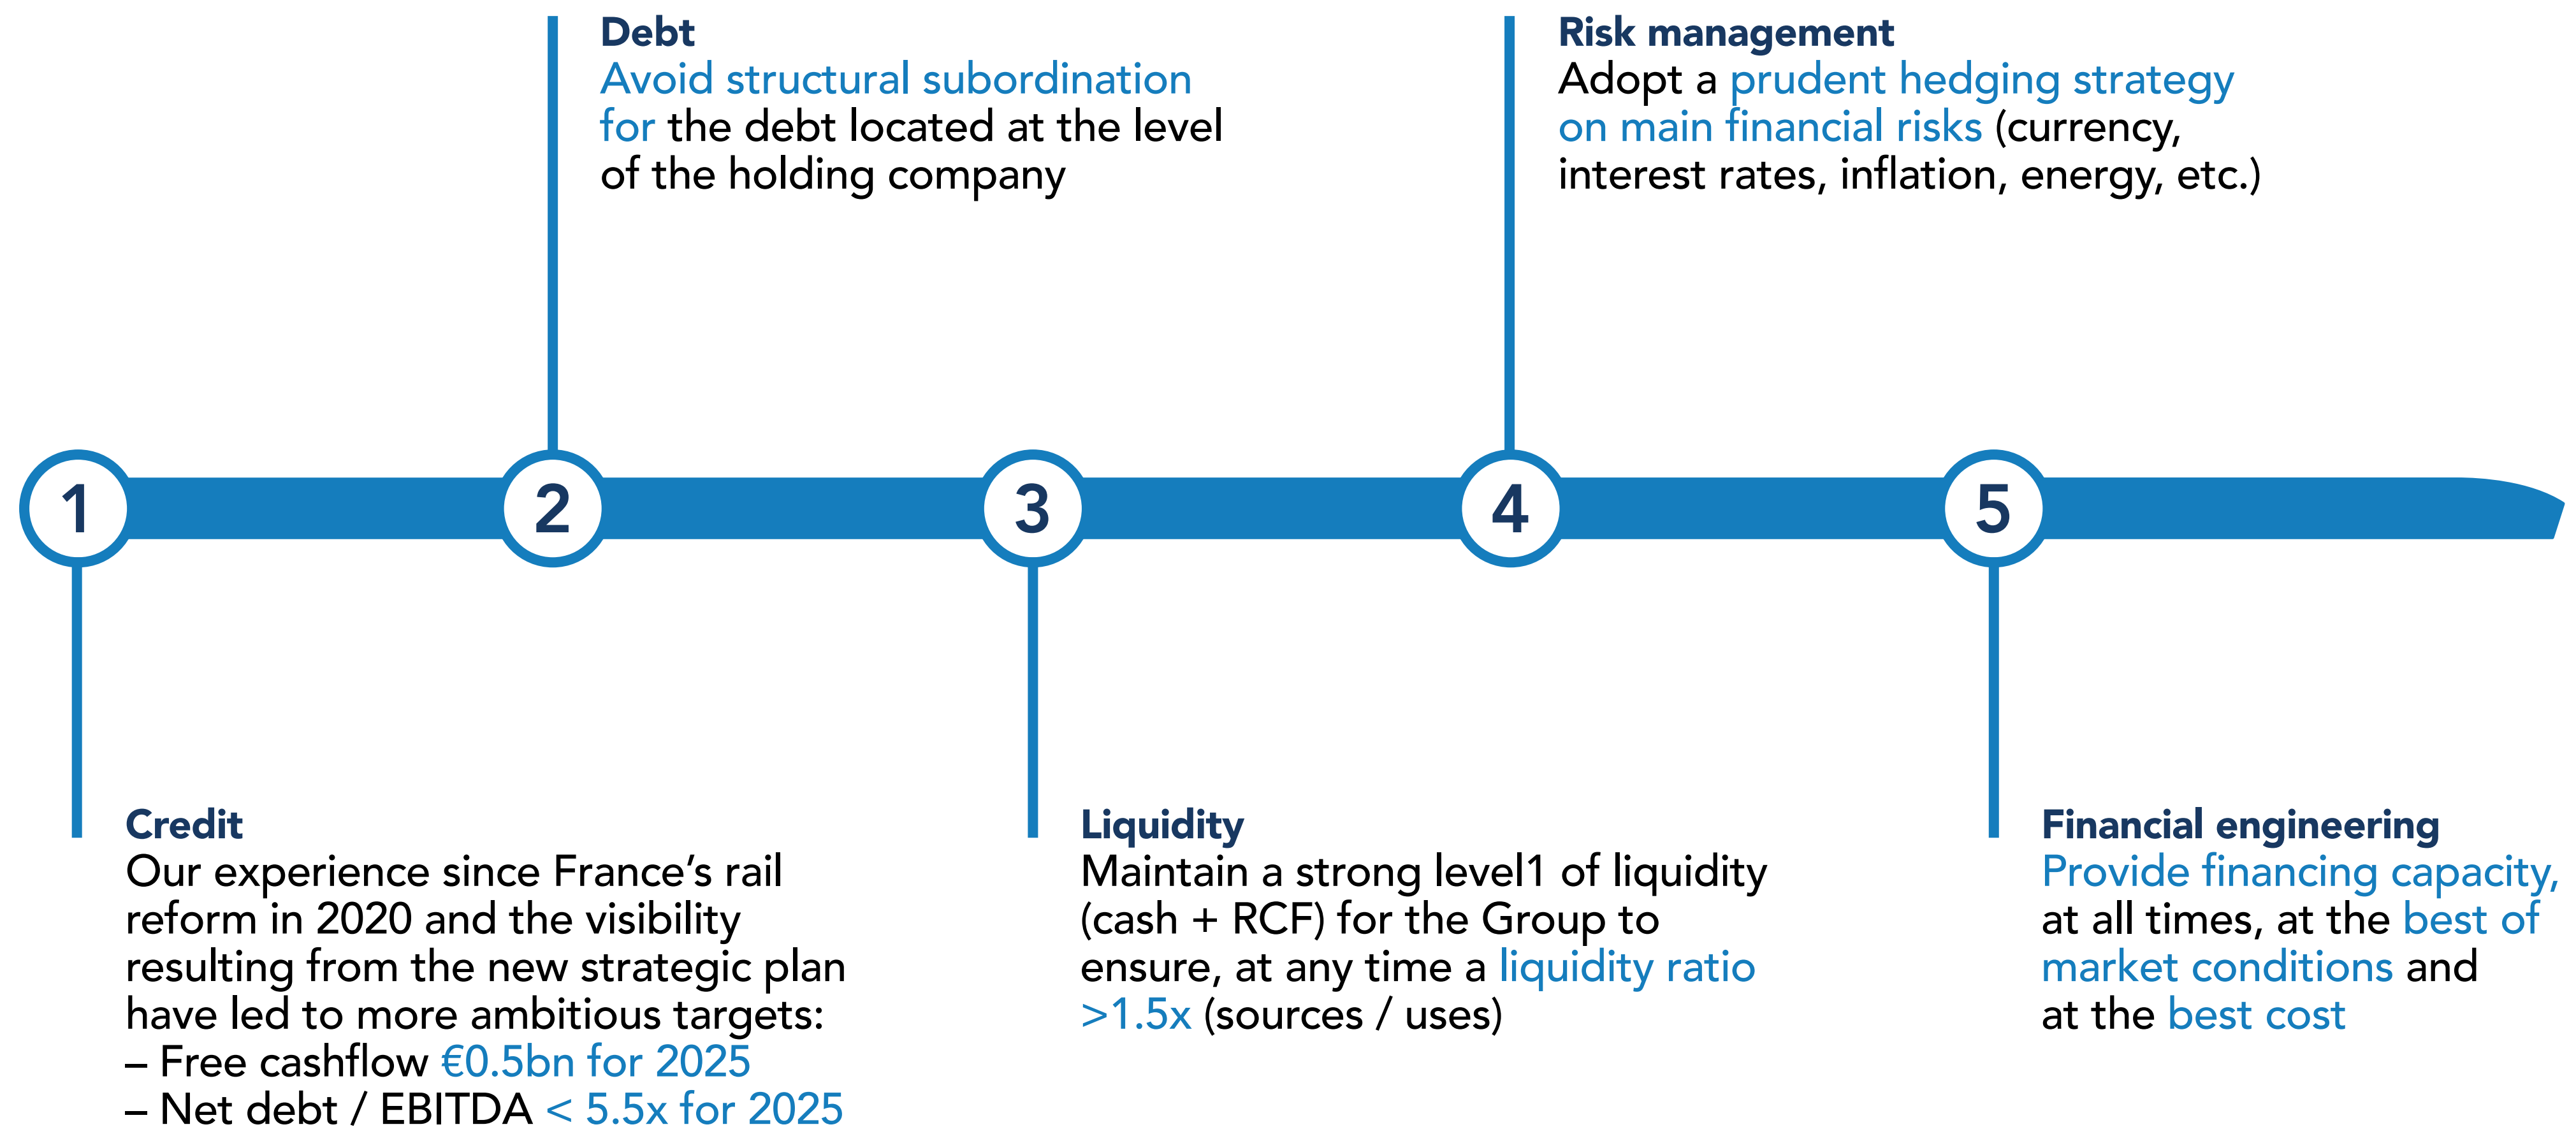 Debt
Avoid structural subordination
for the debt located at the level
of the holding company
Risk management
Adopt a prudent hedging strategy
on main financial risks (currency,
interest rates, inflation, energy, etc.)
1
2
3
4
5
Credit
Our experience since France’s rail
reform in 2020 and the visibility
resulting from the new strategic plan
have led to more ambitious targets:
– Free cashflow €0.5bn for 2025
– Net debt / EBITDA < 5.5x for 2025
Liquidity
Maintain a strong level1 of liquidity
(cash + RCF) for the Group to
ensure, at any time a liquidity ratio
>1.5x (sources / uses)
Financial engineering
Provide financing capacity,
at all times, at the best of
market conditions and
at the best cost